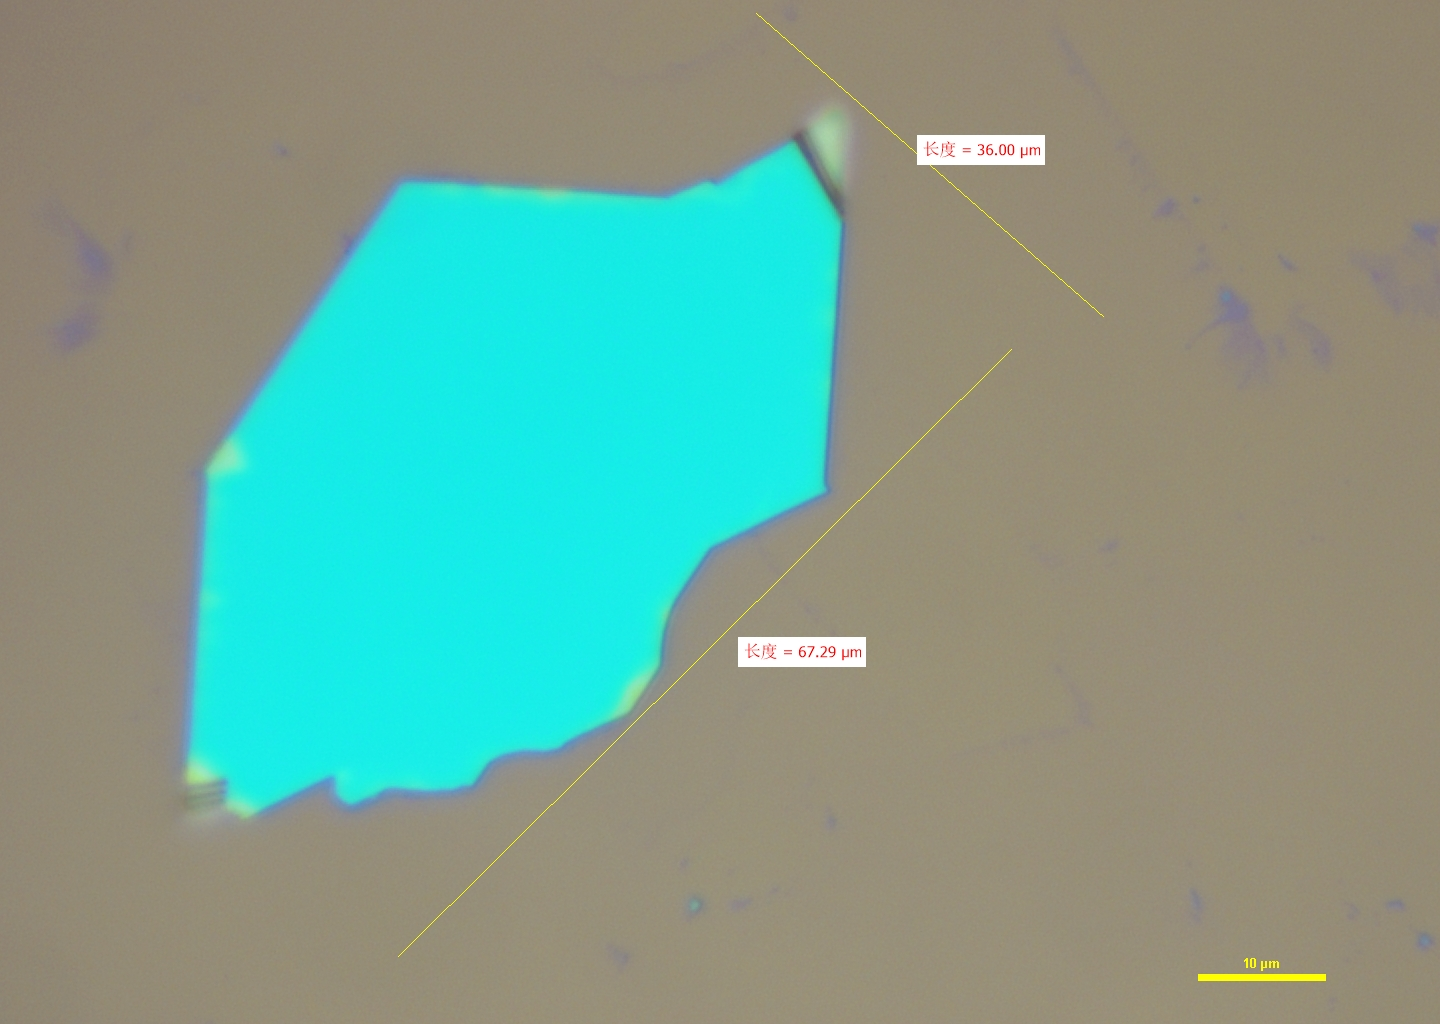 长度 = 36.00 µm
长度 = 67.29 µm
10 µm